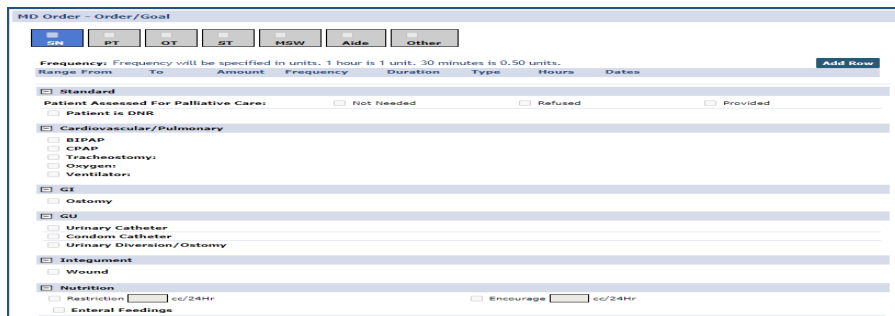 MD Order - Order/Goal
SN PT OT ST MSW Aide Other
Frequency: Frequency will be specified in units. 1 hour is 1 unit. 30 minutes is 0.50 units. Add Row
Range From To Amount Frequency Duration Type Hours Dates
Standard
Patient Assessed For Palliative Care: Not Needed Refused Provided
Patient is DNR
Cardiovascular/Pulmonary
BIPAP
CPAP
Tracheostomy:
Oxygen:
Ventilator:
GI
Ostomy
GU
Urinary Catheter
Condom Catheter
Urinary Diversion/Ostomy
Integument
Wound
Nutrition
Restriction cc/24Hr Encourage cc/24Hr
Enteral Feedings